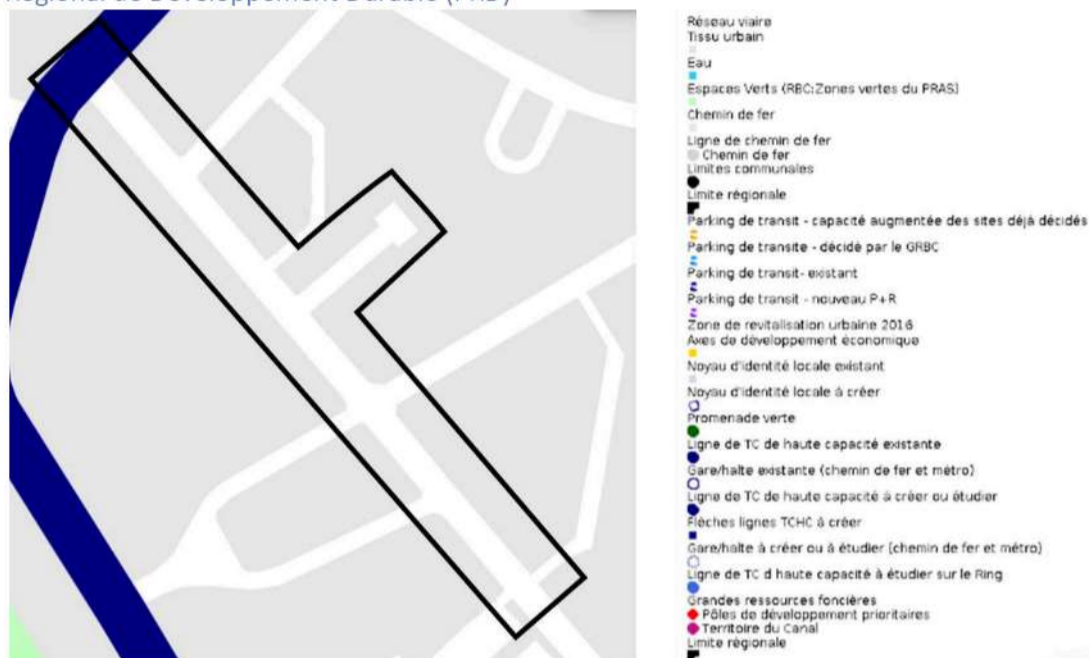 Régional de Développement Durable (PRD)
Réseau viaire
Tissu urbain
Eau
Espaces Verts (RBC:Zones vertes du PRAS)
Chemin de fer
Ligne de chemin de fer
Chemin de fer
Limites communales
Limite régionale
Parking de transit - capacité augmentée des sites déjà décidés
Parking de transite - décidé par le GRBC
Parking de transit- existant
Parking de transit - nouveau P+R
Zone de revitalisation urbaine 2016
Axes de développement économique
Noyau d'identité locale existant
Noyau d'identité locale à créer
Promenade verte
Ligne de TC de haute capacité existante
Gare/halte existante (chemin de fer et métro)
Ligne de TC de haute capacité à créer ou étudier
Flèches lignes TCHC à créer
Gare/halte à créer ou à étudier (chemin de fer et métro)
Ligne de TC d haute capacité à étudier sur le Ring
Grandes ressources foncières
Pôles de développement prioritaires
Territoire du Canal
Limite régionale